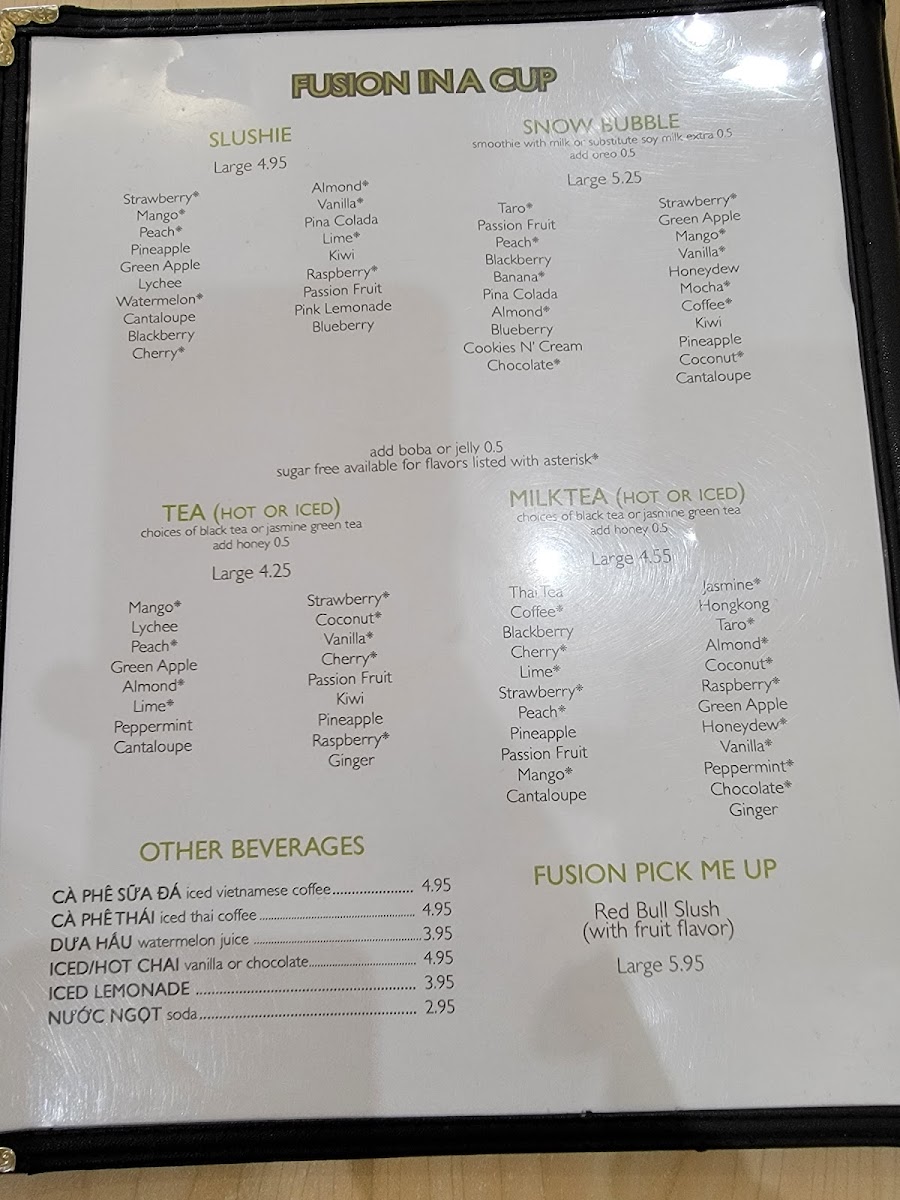 FUSION IN A CUP
SLUSHIE
Large 4.95
Strawberry*
Mango*
Peach*
Pineapple
Green Apple
Lychee
Watermelon*
Cantaloupe
Blackberry
Cherry*
Almond*
Vanilla*
Pina Colada
Lime*
Kiwi
Raspberry*
Passion Fruit
Pink Lemonade
Blueberry
SNOW BUBBLE
smoothie with milk or substitute soy milk extra 0.5
add oreo 0.5
Large 5.25
Taro*
Passion Fruit
Peach*
Blackberry
Banana*
Pina Colada
Almond*
Blueberry
Cookies N' Cream
Chocolate*
Strawberry*
Green Apple
Mango*
Vanilla*
Honeydew
Mocha*
Coffee*
Kiwi
Pineapple
Coconut*
Cantaloupe
add boba or jelly 0.5
sugar free available for flavors listed with asterisk*
TEA (HOT OR ICED)
choices of black tea or jasmine green tea
add honey 0.5
Large 4.25
Mango*
Lychee
Peach*
Green Apple
Almond*
Lime*
Peppermint
Cantaloupe
Strawberry*
Coconut*
Vanilla*
Cherry*
Passion Fruit
Kiwi
Pineapple
Raspberry*
Ginger
MILKTEA (HOT OR ICED)
choices of black tea or jasmine green tea
add honey 0.5
Large 4.55
Thai Tea
Coffee*
Blackberry
Cherry*
Lime*
Strawberry*
Peach*
Pineapple
Passion Fruit
Mango*
Cantaloupe
Jasmine*
Hongkong
Taro*
Almond*
Coconut*
Raspberry*
Green Apple
Honeydew*
Vanilla*
Peppermint*
Chocolate*
Ginger
OTHER BEVERAGES
CÀ PHÊ SỮA ĐÁ iced vietnamese coffee.................... 4.95
CÀ PHÊ THÁI iced thai coffee ........................................ 4.95
DƯA HẤU watermelon juice ..........................................3.95
ICED/HOT CHAI vanilla or chocolate........................... 4.95
ICED LEMONADE ...................................................... 3.95
NƯỚC NGỌT soda..................................................... 2.95
FUSION PICK ME UP
Red Bull Slush
(with fruit flavor)
Large 5.95